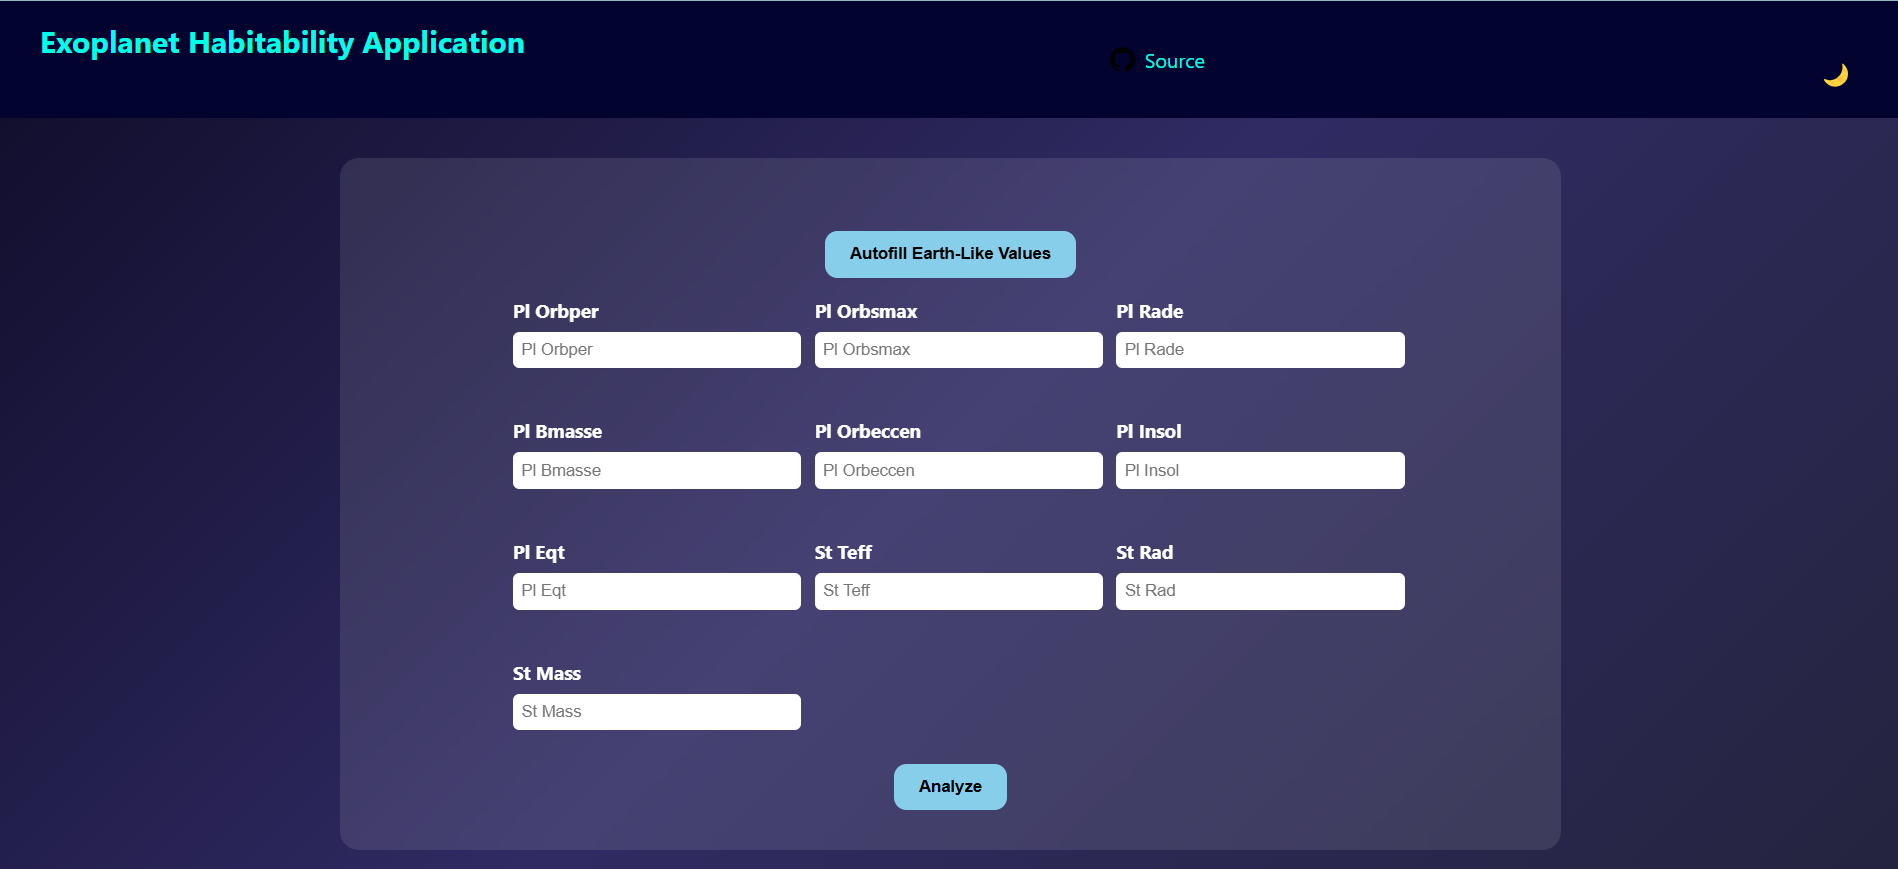 Exoplanet Habitability Application
Source
Autofill Earth-Like Values
Pl Orbper
Pl Orbsmax
Pl Rade
Pl Orbper
Pl Orbsmax
Pl Rade
Pl Bmasse
Pl Orbeccen
Pl Insol
Pl Bmasse
Pl Orbeccen
Pl Insol
Pl Eqt
St Teff
St Rad
Pl Eqt
St Teff
St Rad
St Mass
St Mass
Analyze